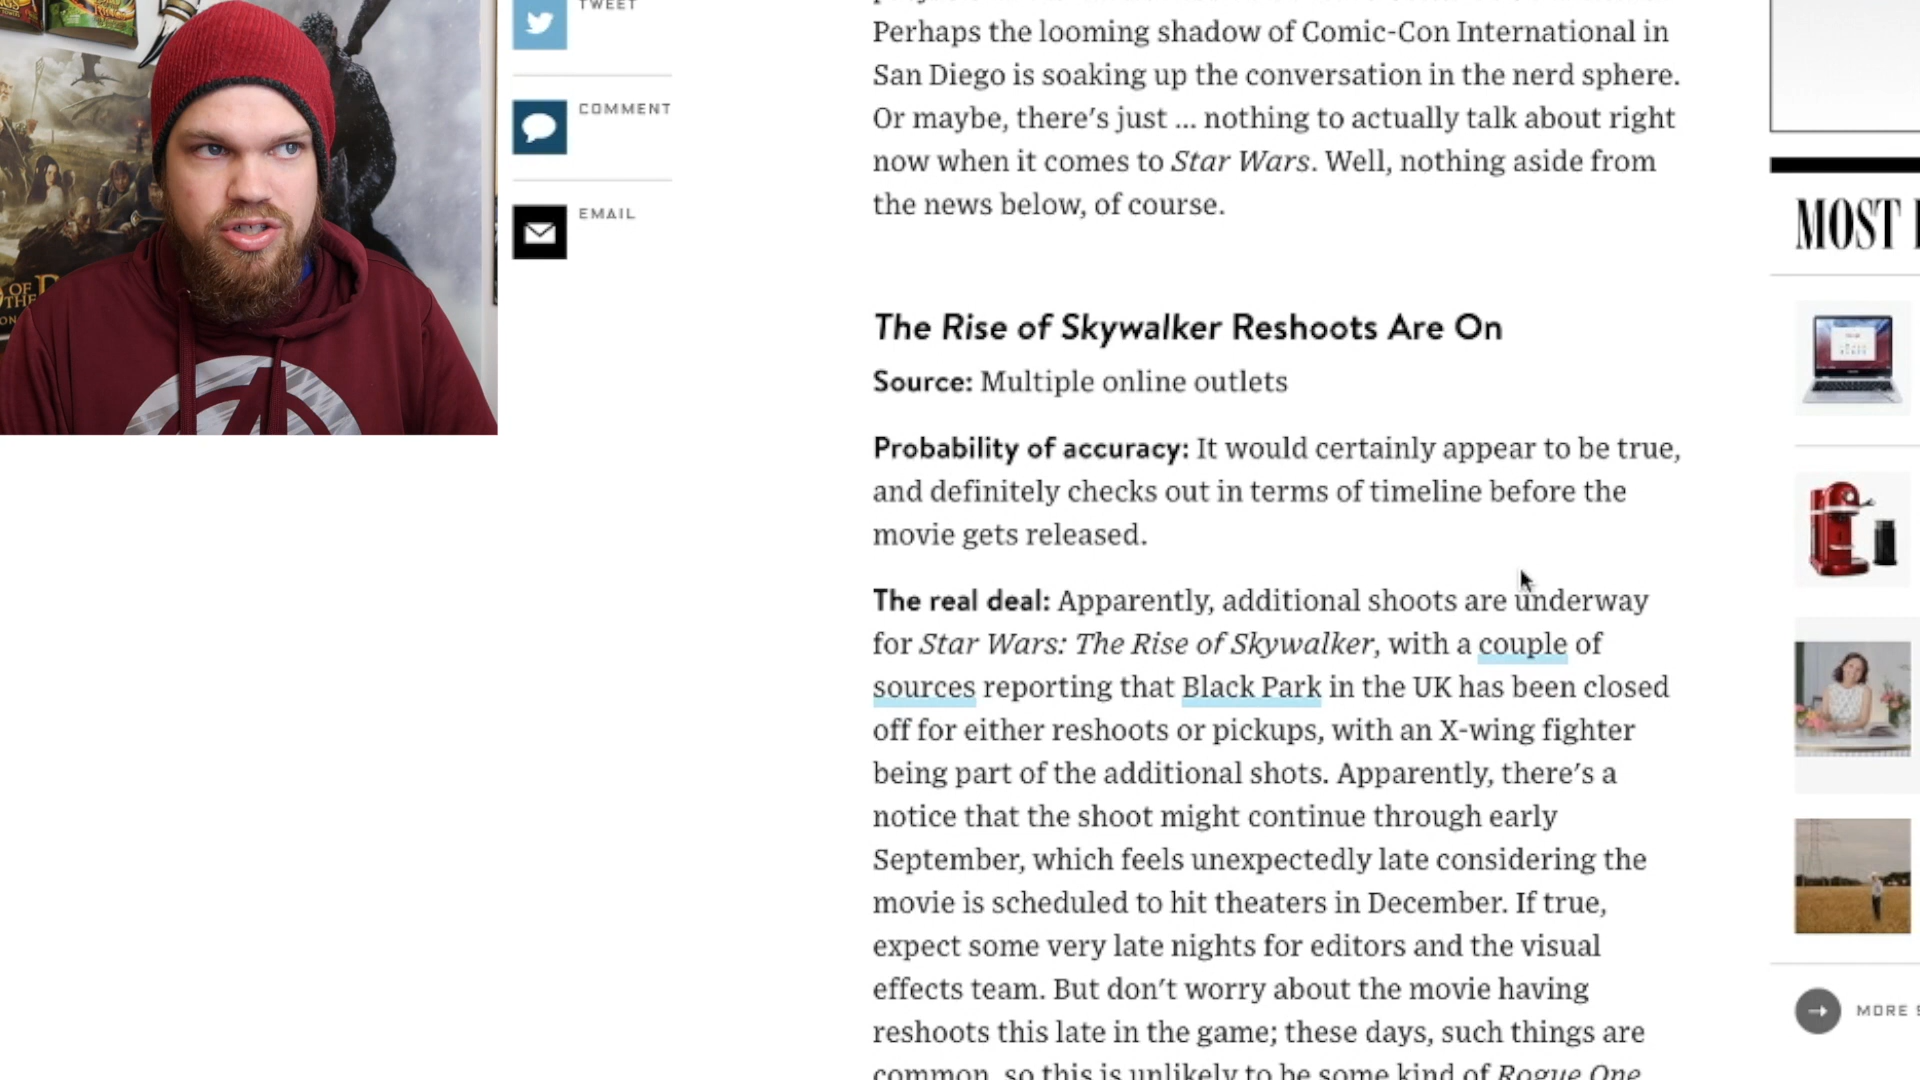 TWEET
COMMENT
EMAIL
OF
THE
Perhaps the looming shadow of Comic-Con International in
San Diego is soaking up the conversation in the nerd sphere.
Or maybe, there's just ... nothing to actually talk about right
now when it comes to Star Wars. Well, nothing aside from
the news below, of course.
The Rise of Skywalker Reshoots Are On
Source: Multiple online outlets
Probability of accuracy: It would certainly appear to be true,
and definitely checks out in terms of timeline before the
movie gets released.
The real deal: Apparently, additional shoots are underway
for Star Wars: The Rise of Skywalker, with a couple of
sources reporting that Black Park in the UK has been closed
off for either reshoots or pickups, with an X-wing fighter
being part of the additional shots. Apparently, there's a
notice that the shoot might continue through early
September, which feels unexpectedly late considering the
movie is scheduled to hit theaters in December. If true,
expect some very late nights for editors and the visual
effects team. But don't worry about the movie having
reshoots this late in the game; these days, such things are
common, so this is unlikely to be some kind of Rogue One
MOST
MORE